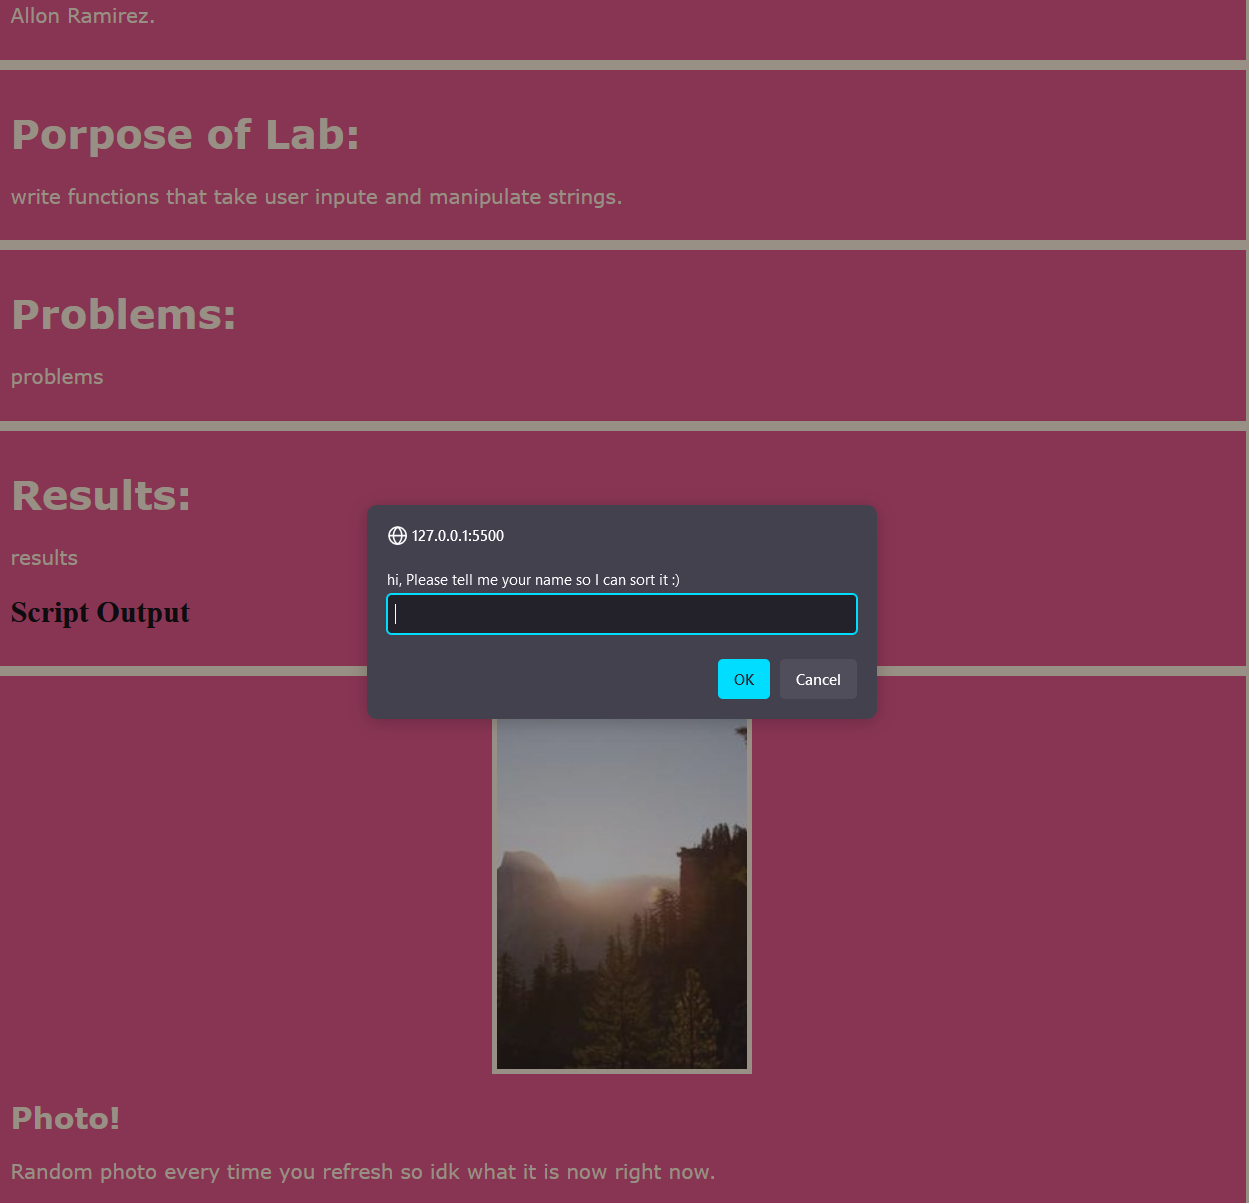 Allon Ramirez.
Porpose of Lab:
write functions that take user inpute and manipulate strings.
Problems:
problems
Results:
results
Script Output
127.0.0.1:5500
hi, Please tell me your name so I can sort it :)
OK
Cancel
Photo!
Random photo every time you refresh so idk what it is now right now.